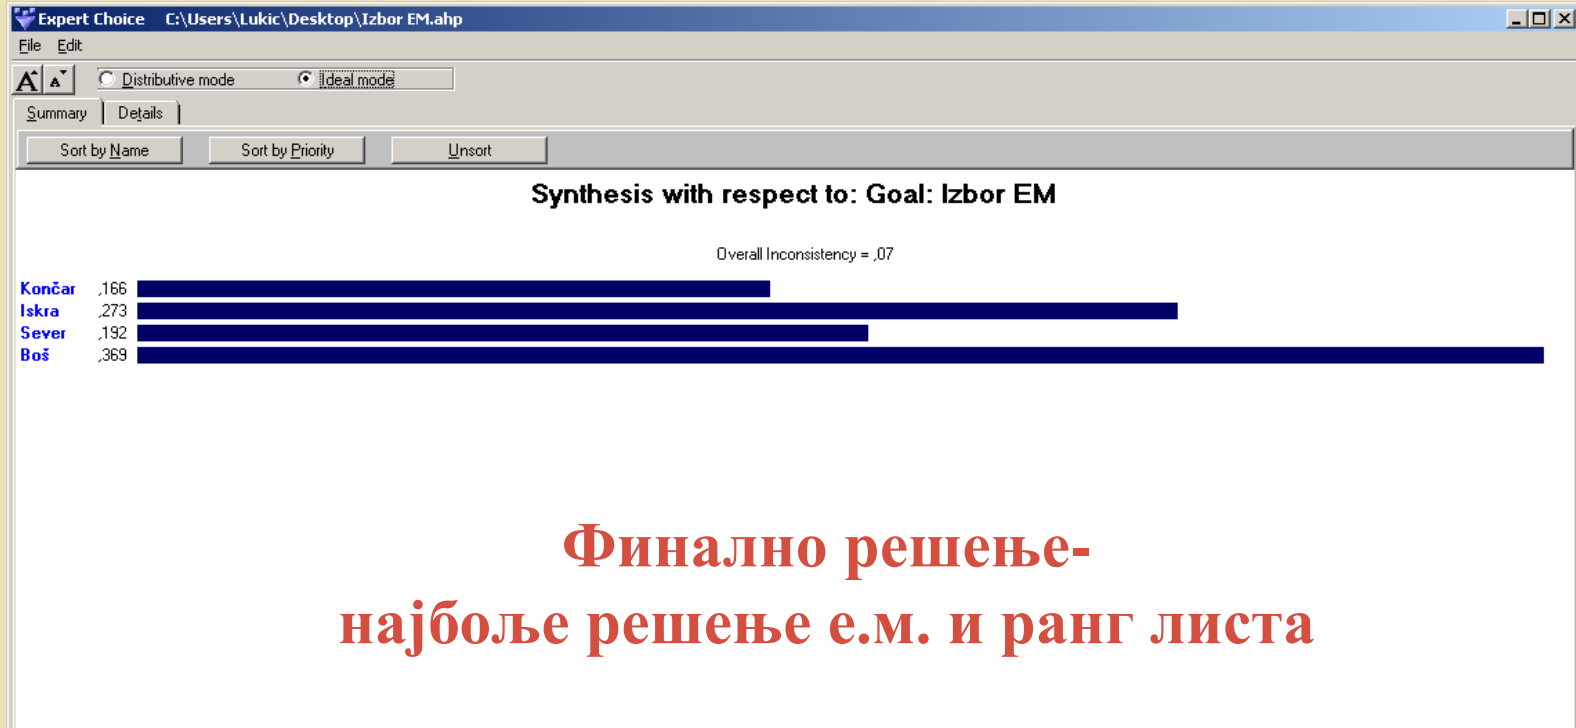 Expert Choice C:\Users\Lukic\Desktop\Izbor EM.ahp
File Edit
A A Distributive mode Ideal mode
Summary Details
Sort by Name Sort by Priority Unsort
Synthesis with respect to: Goal: Izbor EM
Overall Inconsistency = ,07
Končar ,166
Iskra ,273
Sever ,192
Boš ,369
Финално решење-
најбоље решење е.м. и ранг листа